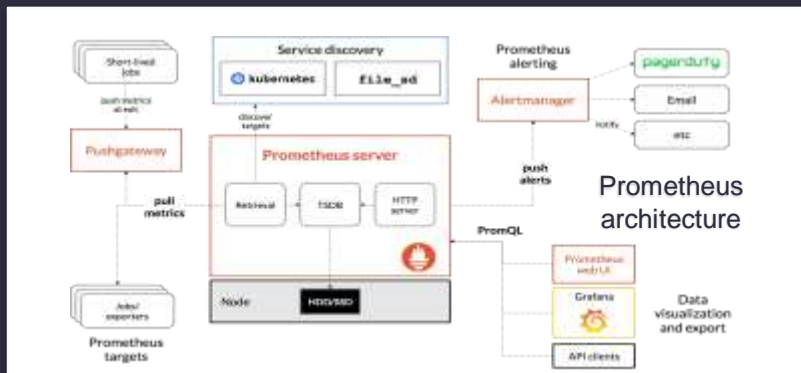 Short-lived
jobs
push metrics
at exit
Pushgateway
pull
metrics
Jobs/
exporters
Prometheus
targets
Service discovery
kubernetes
file_sd
discover
targets
Prometheus server
Retrieval
TSDB
HTTP
server
Node
HDD/SSD
Prometheus
alerting
Alertmanager
pagerduty
Email
notify
etc
push
alerts
Prometheus
architecture
PromQL
Prometheus
web UI
Grafana
API clients
Data
visualization
and export